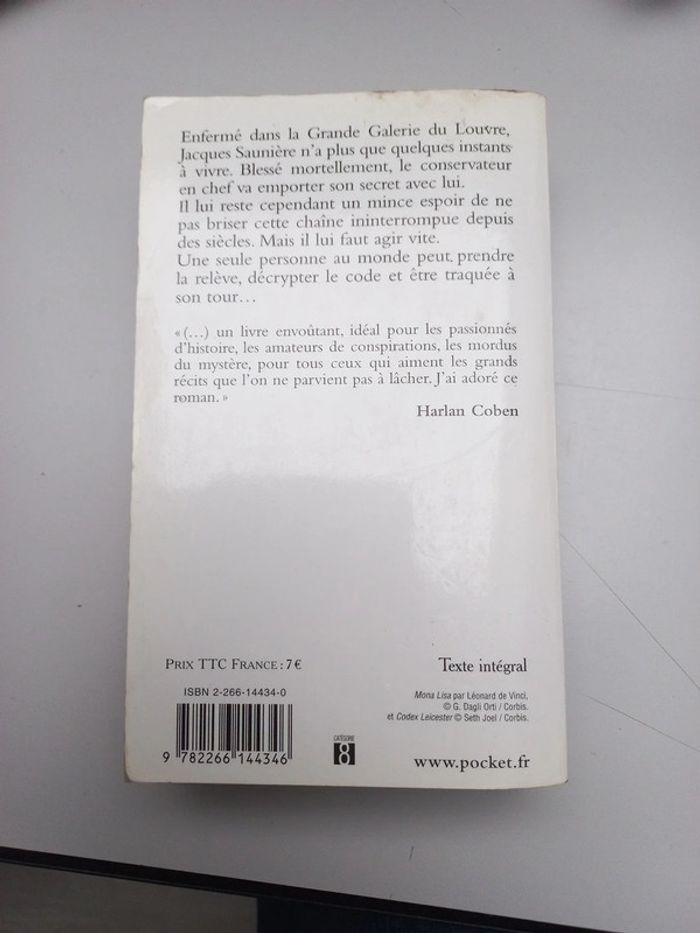 Enfermé dans la Grande Galerie du Louvre,
Jacques Saunière n'a plus que quelques instants
à vivre. Blessé mortellement, le conservateur
en chef va emporter son secret avec lui.
Il lui reste cependant un mince espoir de ne
pas briser cette chaîne ininterrompue depuis
des siècles. Mais il lui faut agir vite.
Une seule personne au monde peut prendre
la relève, décrypter le code et être traquée à
son tour…
« (…) un livre envoûtant, idéal pour les passionnés
d'histoire, les amateurs de conspirations, les mordus
du mystère, pour tous ceux qui aiment les grands
récits que l'on ne parvient pas à lâcher. J'ai adoré ce
roman. »
Harlan Coben
PRIX TTC FRANCE : 7 €
ISBN 2-266-14434-0
9 782266 144346
CATÉGORIE
8
Texte intégral
Mona Lisa par Léonard de Vinci,
© G. Dagli Orti / Corbis.
et Codex Leicester © Seth Joel / Corbis.
www.pocket.fr